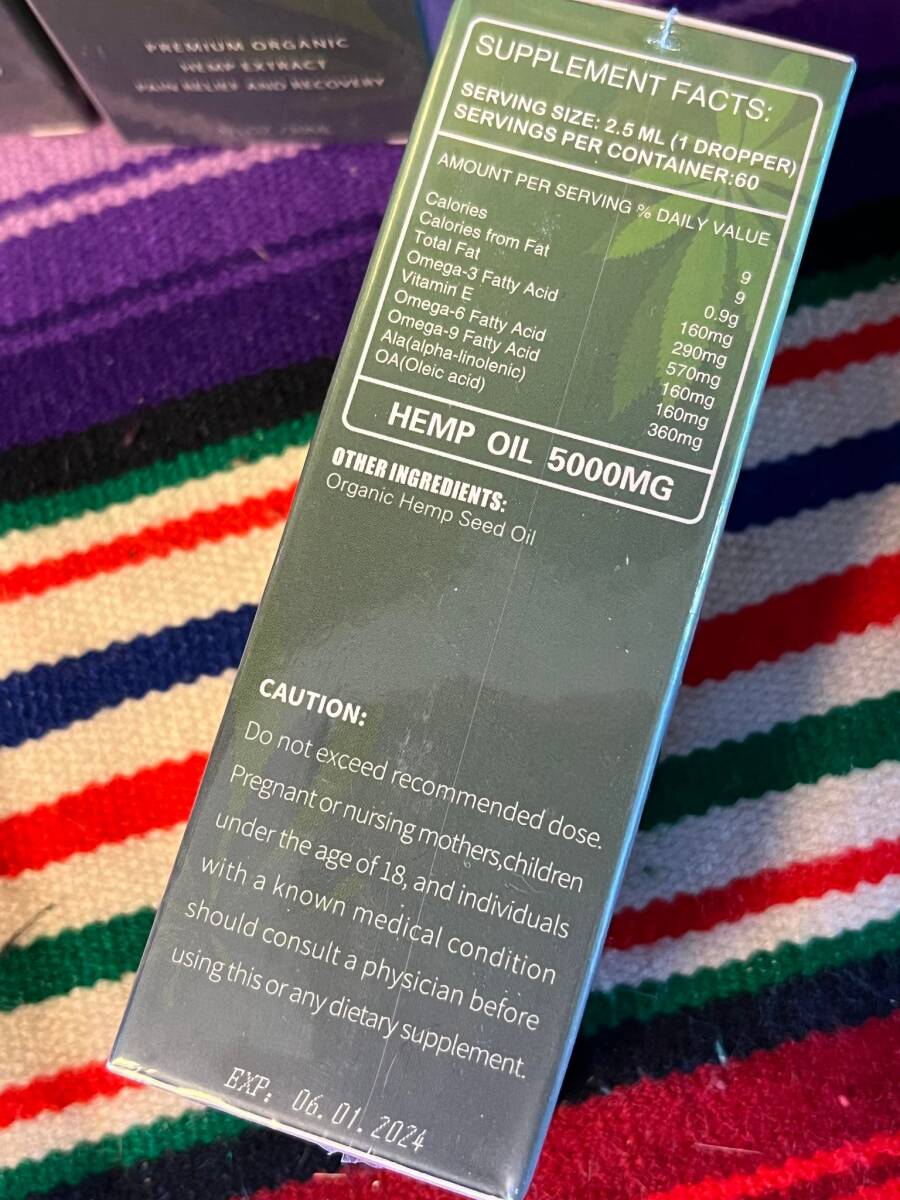 PREMIUM ORGANIC
HEMP EXTRACT
PAIN RELIEF AND RECOVERY
SUPPLEMENT FACTS:
SERVING SIZE: 2.5 ML (1 DROPPER)
SERVINGS PER CONTAINER:60
AMOUNT PER SERVING % DAILY VALUE
Calories 9
Calories from Fat 9
Total Fat 0.9g
Omega-3 Fatty Acid 160mg
Vitamin E 290mg
Omega-6 Fatty Acid 570mg
Omega-9 Fatty Acid 160mg
Ala(alpha-linolenic) 160mg
OA(Oleic acid) 360mg
HEMP OIL 5000MG
OTHER INGREDIENTS:
Organic Hemp Seed Oil
CAUTION:
Do not exceed recommended dose.
Pregnant or nursing mothers,children
under the age of 18, and individuals
with a known medical condition
should consult a physician before
using this or any dietary supplement.
EXP: 06.01.2024